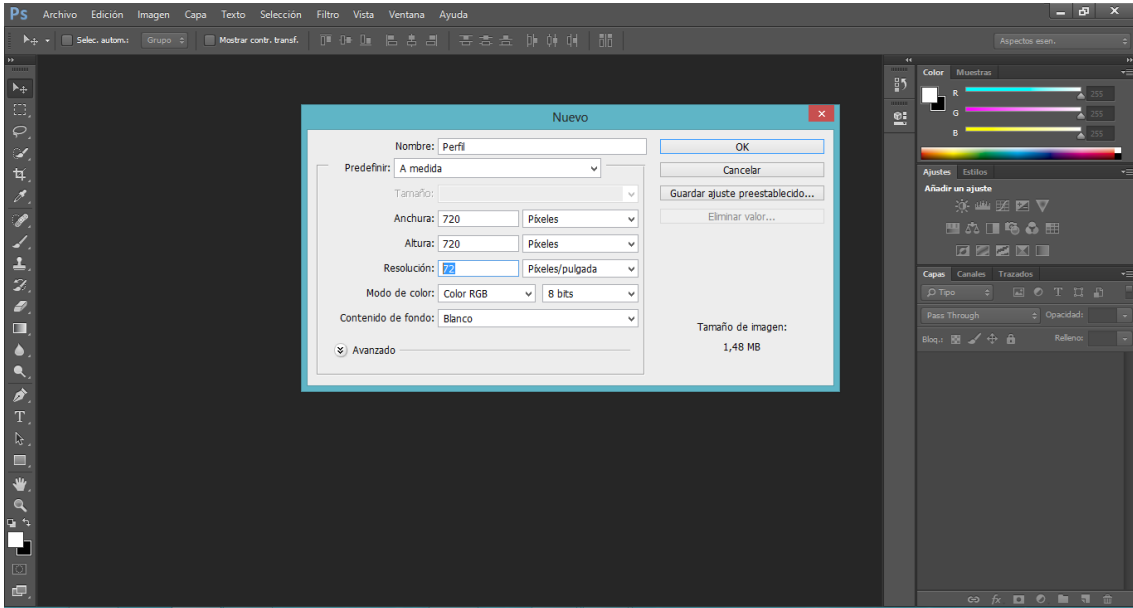 Ps Archivo Edición Imagen Capa Texto Selección Filtro Vista Ventana Ayuda
Selec. autom.: Grupo Mostrar contr. transf. Aspectos esen.
Color Muestras
R 255
G 255
B 255
Ajustes Estilos
Añadir un ajuste
Capas Canales Trazados
Tipo
Pass Through Opacidad:
Bloq.: Relleno:
Nuevo
Nombre: Perfil OK
Predefinir: A medida Cancelar
Tamaño: Guardar ajuste preestablecido...
Anchura: 720 Píxeles Eliminar valor...
Altura: 720 Píxeles
Resolución: 72 Píxeles/pulgada
Modo de color: Color RGB 8 bits
Contenido de fondo: Blanco
Tamaño de imagen:
1,48 MB
Avanzado